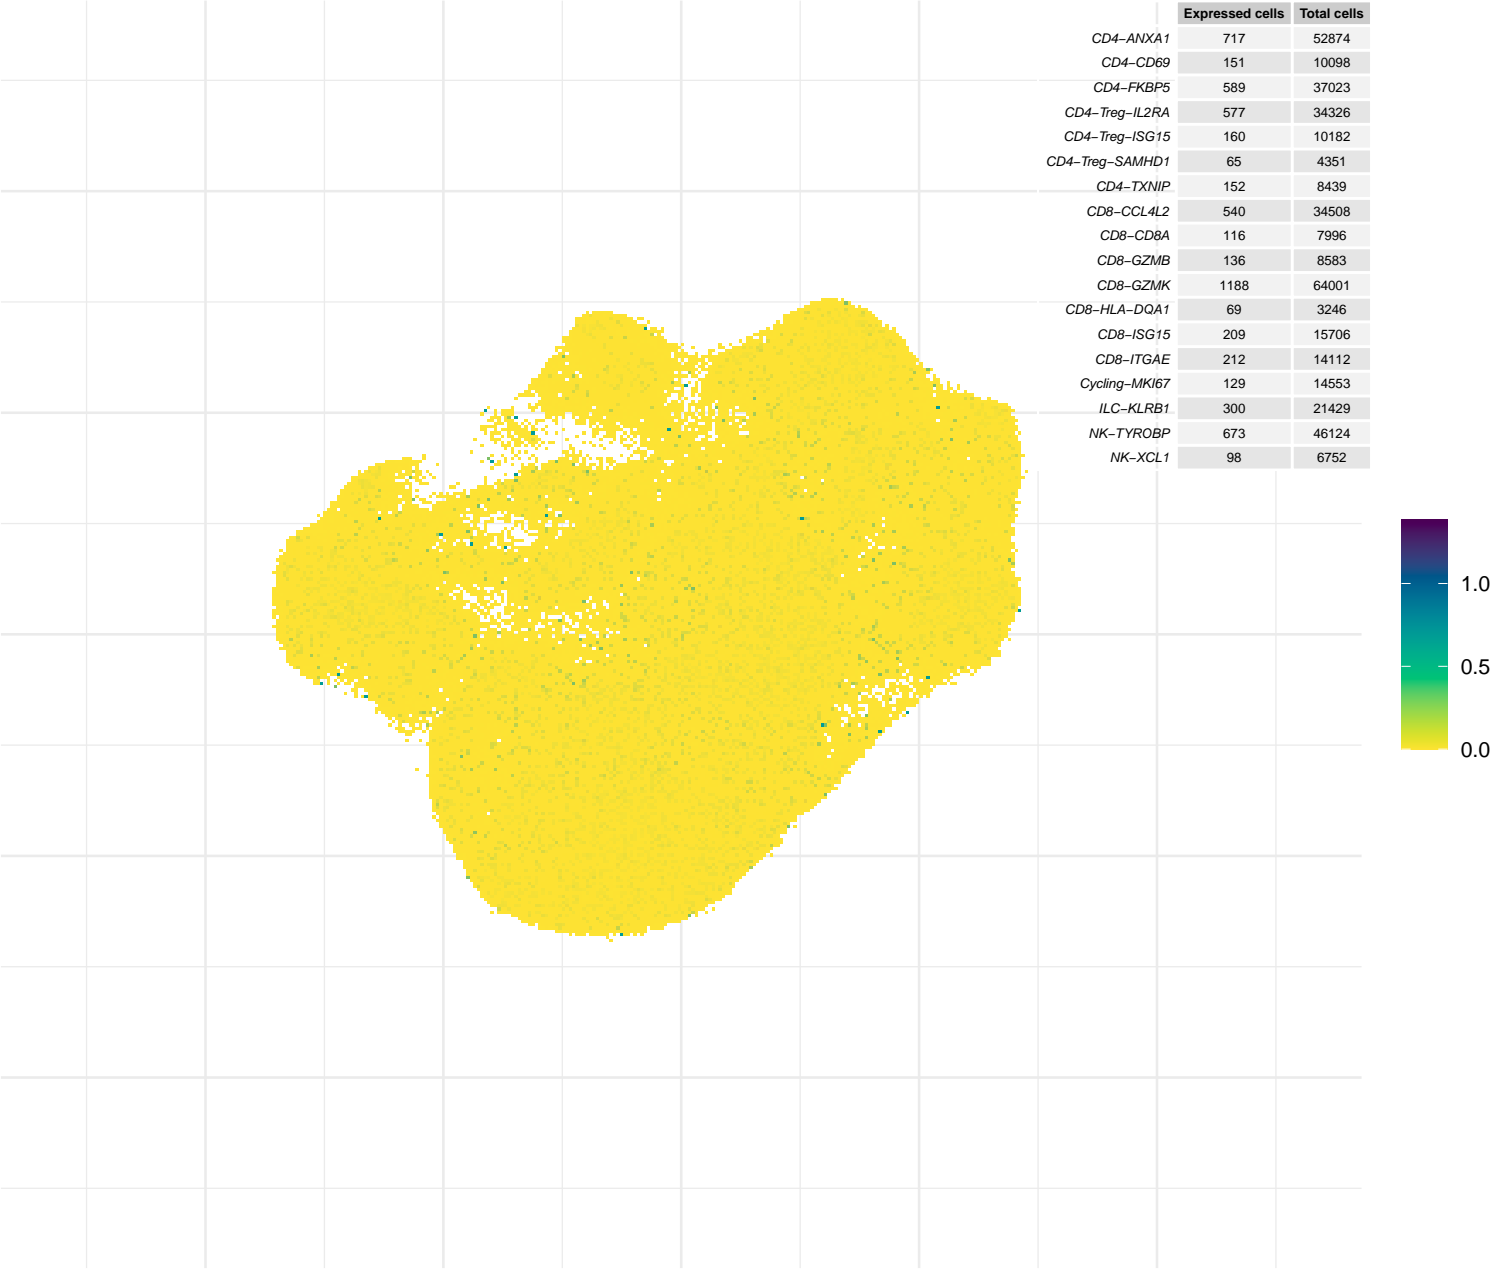 Expressed cells Total cells
CD4−ANXA1 717 52874
CD4−CD69 151 10098
CD4−FKBP5 589 37023
CD4−Treg−IL2RA 577 34326
CD4−Treg−ISG15 160 10182
CD4−Treg−SAMHD1 65 4351
CD4−TXNIP 152 8439
CD8−CCL4L2 540 34508
CD8−CD8A 116 7996
CD8−GZMB 136 8583
CD8−GZMK 1188 64001
CD8−HLA−DQA1 69 3246
CD8−ISG15 209 15706
CD8−ITGAE 212 14112
Cycling−MKI67 129 14553
ILC−KLRB1 300 21429
NK−TYROBP 673 46124
NK−XCL1 98 6752
1.0
0.5
0.0